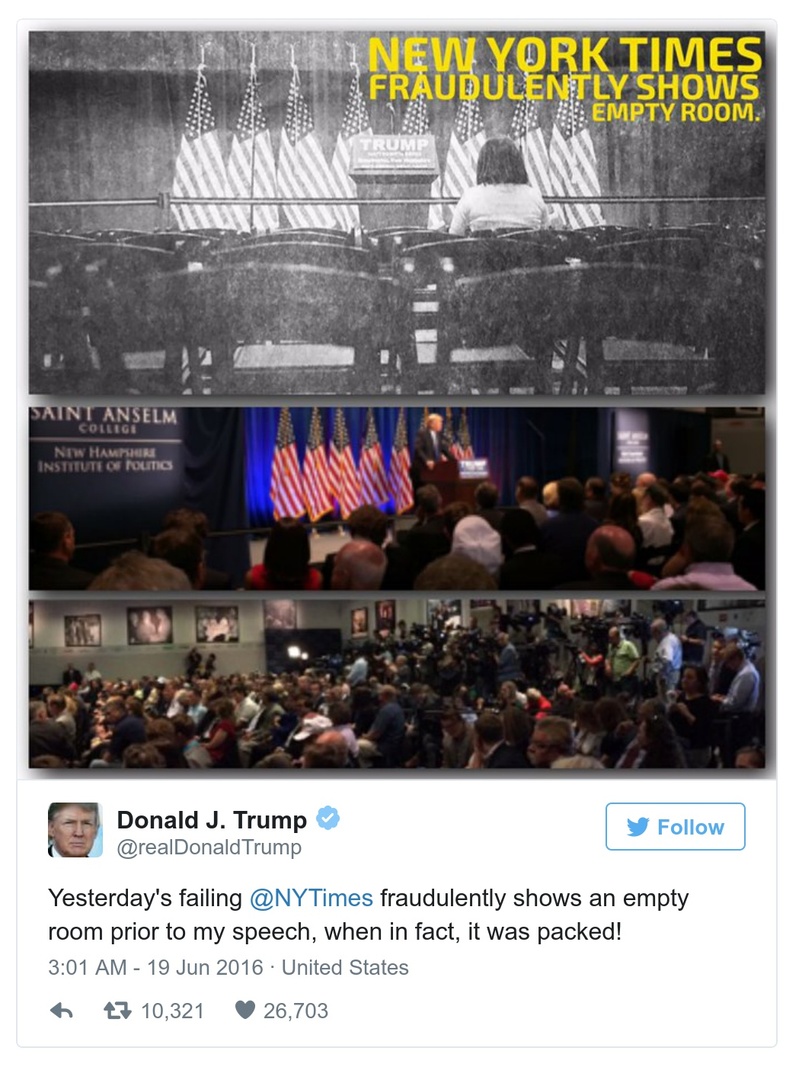 NEW YORK TIMES
FRAUDULENTLY SHOWS
EMPTY ROOM.
TRUMP
SAINT ANSELM
COLLEGE
NEW HAMPSHIRE
INSTITUTE OF POLITICS
TRUMP
Donald J. Trump
@realDonaldTrump
Follow
Yesterday's failing @NYTimes fraudulently shows an empty
room prior to my speech, when in fact, it was packed!
3:01 AM - 19 Jun 2016 · United States
10,321 26,703